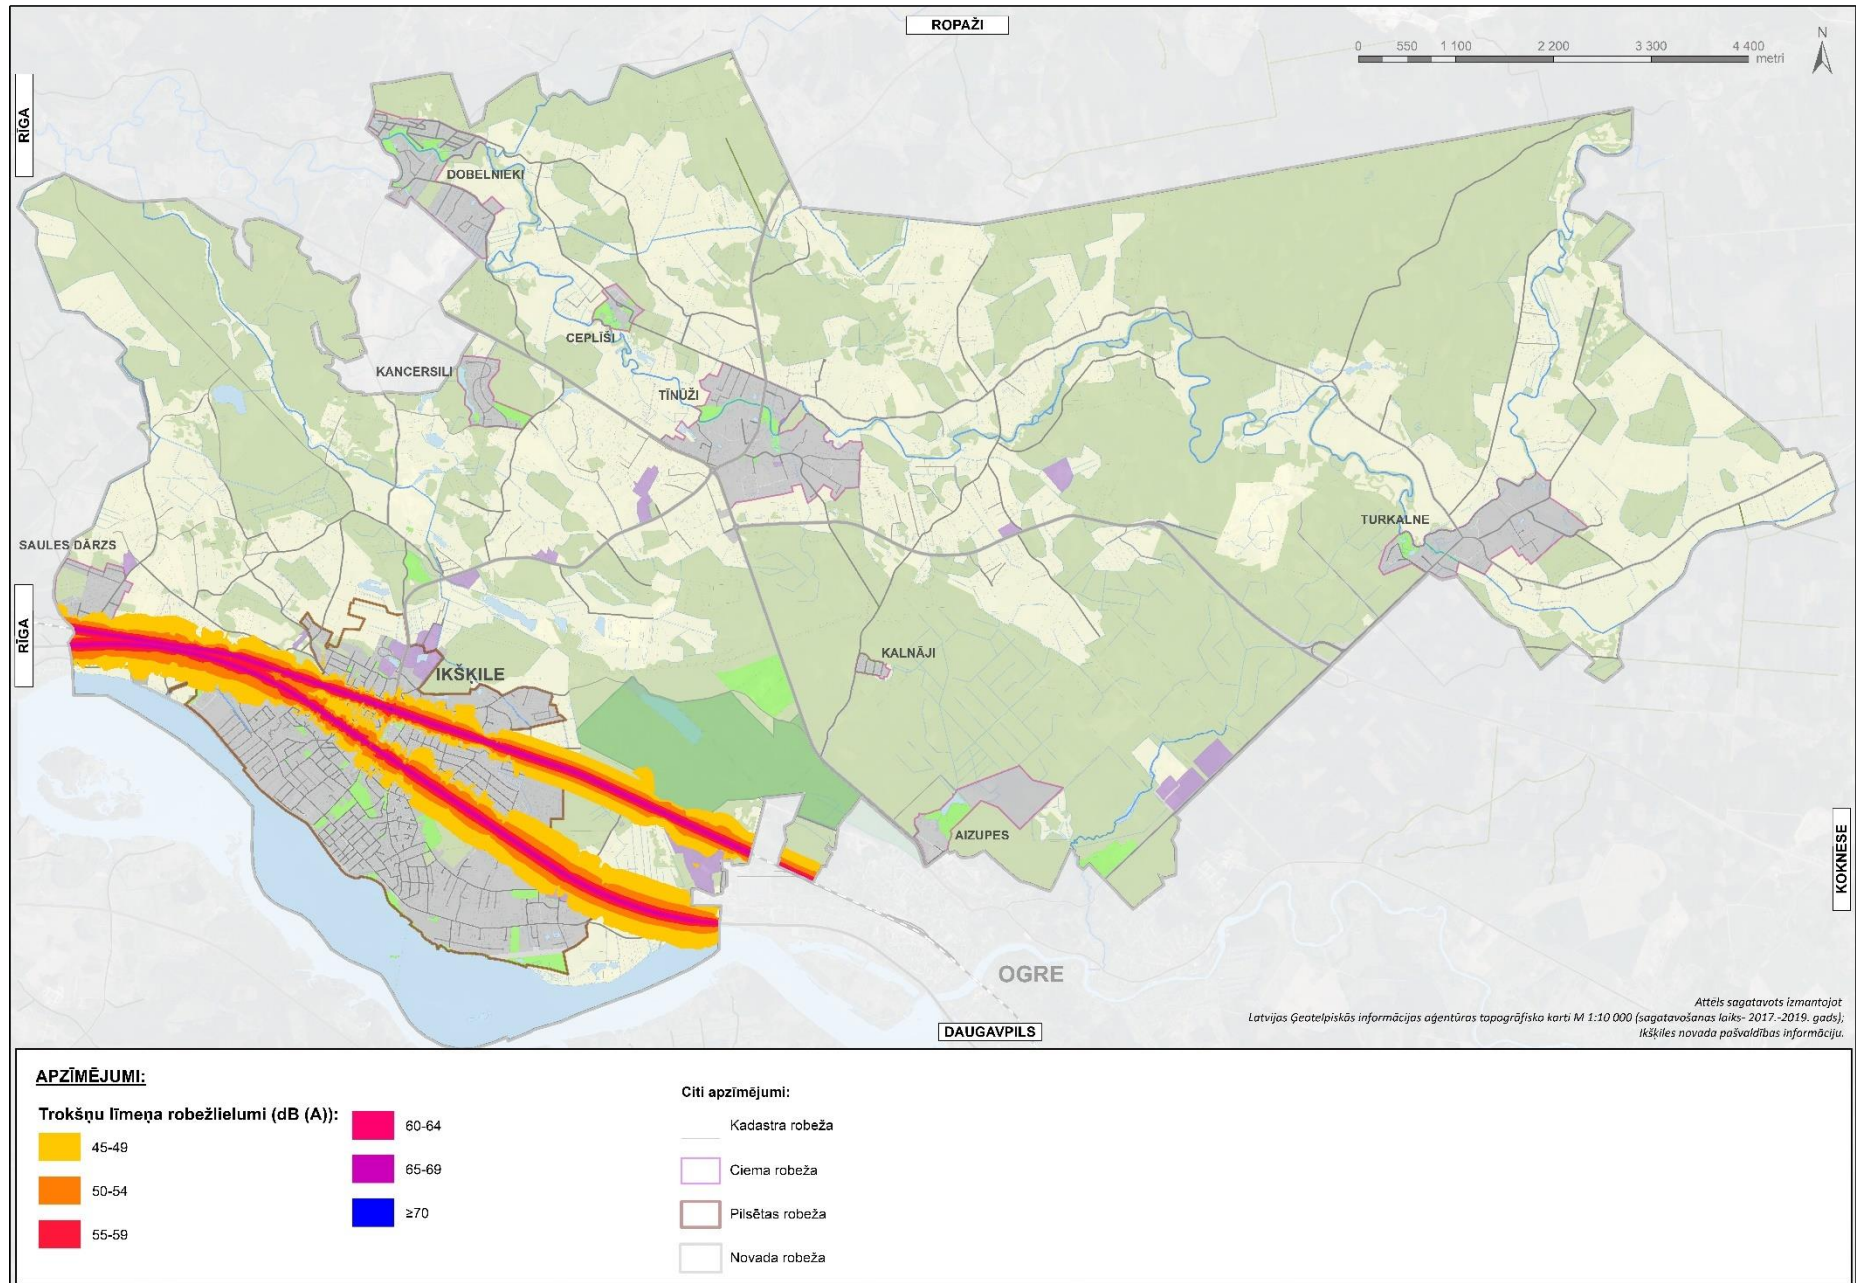 ROPAŽI
0 550 1 100 2 200 3 300 4 400
metri
N
RĪGA
DOBELNIEKI
CEPLĪŠI
KANCERSILI
TĪNŪŽI
TURKALNE
SAULES DĀRZS
RĪGA
KALNĀJI
IKŠĶILE
AIZUPES
KOKNESE
OGRE
DAUGAVPILS
Attēls sagatavots izmantojot
Latvijas Ģeotelpiskās informācijas aģentūras topogrāfisko karti M 1:10 000 (sagatavošanas laiks- 2017.-2019. gads);
Ikšķiles novada pašvaldības informāciju.
APZĪMĒJUMI:
Trokšņu līmeņa robežlielumi (dB (A)):
45-49
50-54
55-59
60-64
65-69
≥70
Citi apzīmējumi:
Kadastra robeža
Ciema robeža
Pilsētas robeža
Novada robeža